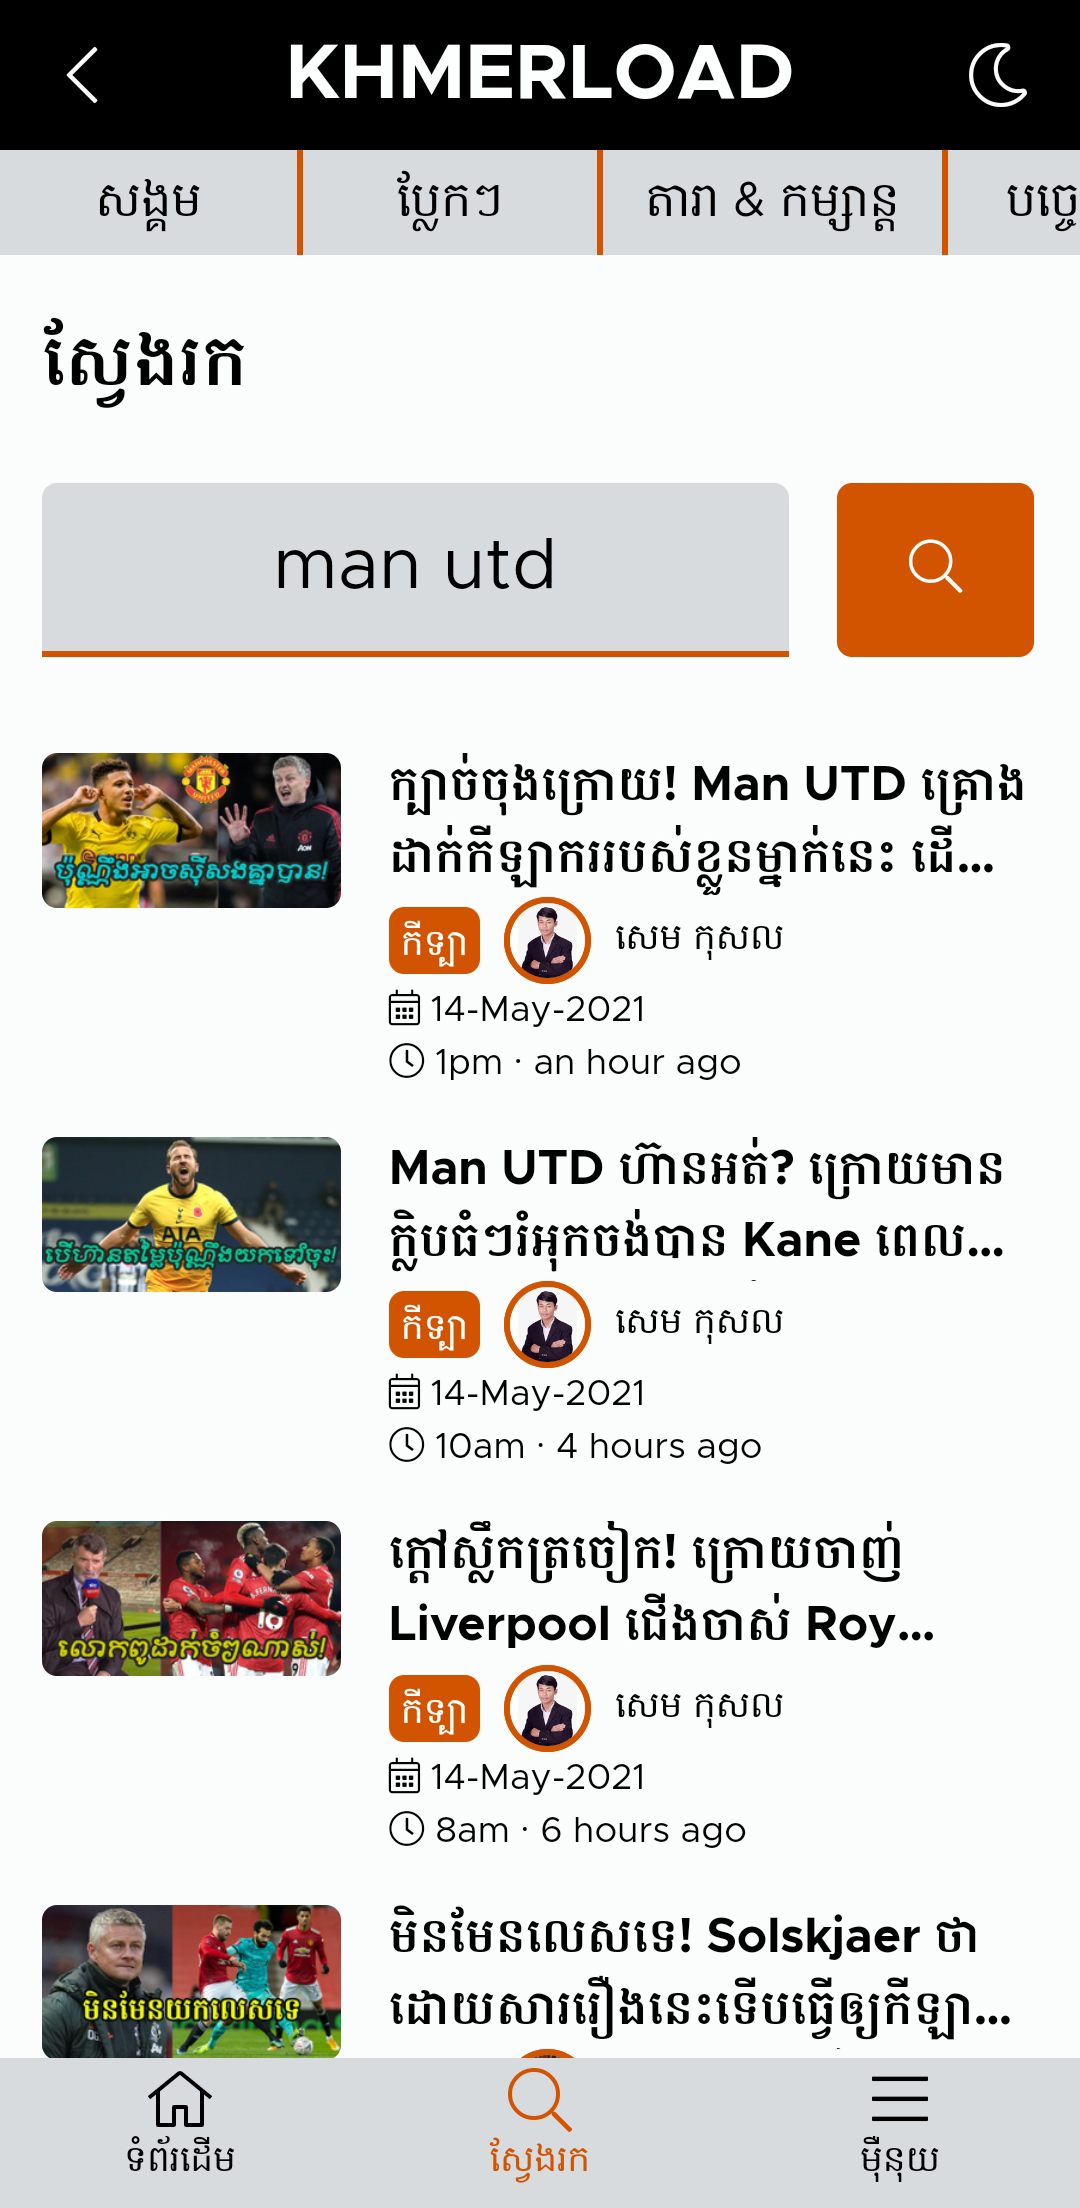 KHMERLOAD
សង្គម
ប្លែកៗ
តារា & កម្សាន្ត
បច្ចេ
ស្វែងរក
man utd
ក្បាច់ចុងក្រោយ! Man UTD គ្រោង
ដាក់កីឡាកររបស់ខ្លួនម្នាក់នេះ ដើ...
ប៉ុណ្ណឹងអាចស៊ីសងគ្នាបាន!
កីឡា
សេម កុសល
14-May-2021
1pm · an hour ago
Man UTD ហ៊ានអត់? ក្រោយមាន
ក្លិបធំៗរំអុកចង់បាន Kane ពេល...
AIA
បើហ៊ានតម្លៃប៉ុណ្ណឹងយកទៅចុះ!
កីឡា
សេម កុសល
14-May-2021
10am · 4 hours ago
ក្ដៅស្លឹកត្រចៀក! ក្រោយចាញ់
Liverpool ជើងចាស់ Roy...
លោកពូដាក់ចំៗណាស់!
កីឡា
សេម កុសល
14-May-2021
8am · 6 hours ago
មិនមែនលេសទេ! Solskjaer ថា
ដោយសាររឿងនេះទើបធ្វើឲ្យកីឡា...
មិនមែនយកលេសទេ
ទំព័រដើម
ស្វែងរក
ម៉ឺនុយ